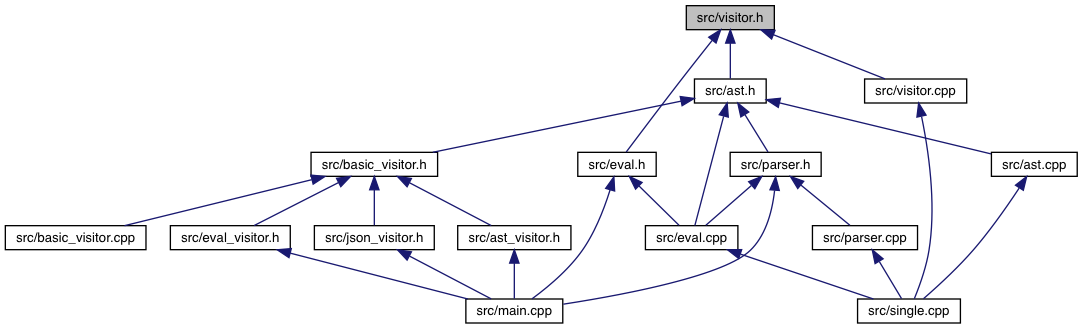 src/visitor.h
src/ast.h
src/visitor.cpp
src/basic_visitor.h
src/eval.h
src/parser.h
src/ast.cpp
src/basic_visitor.cpp
src/eval_visitor.h
src/json_visitor.h
src/ast_visitor.h
src/eval.cpp
src/parser.cpp
src/main.cpp
src/single.cpp